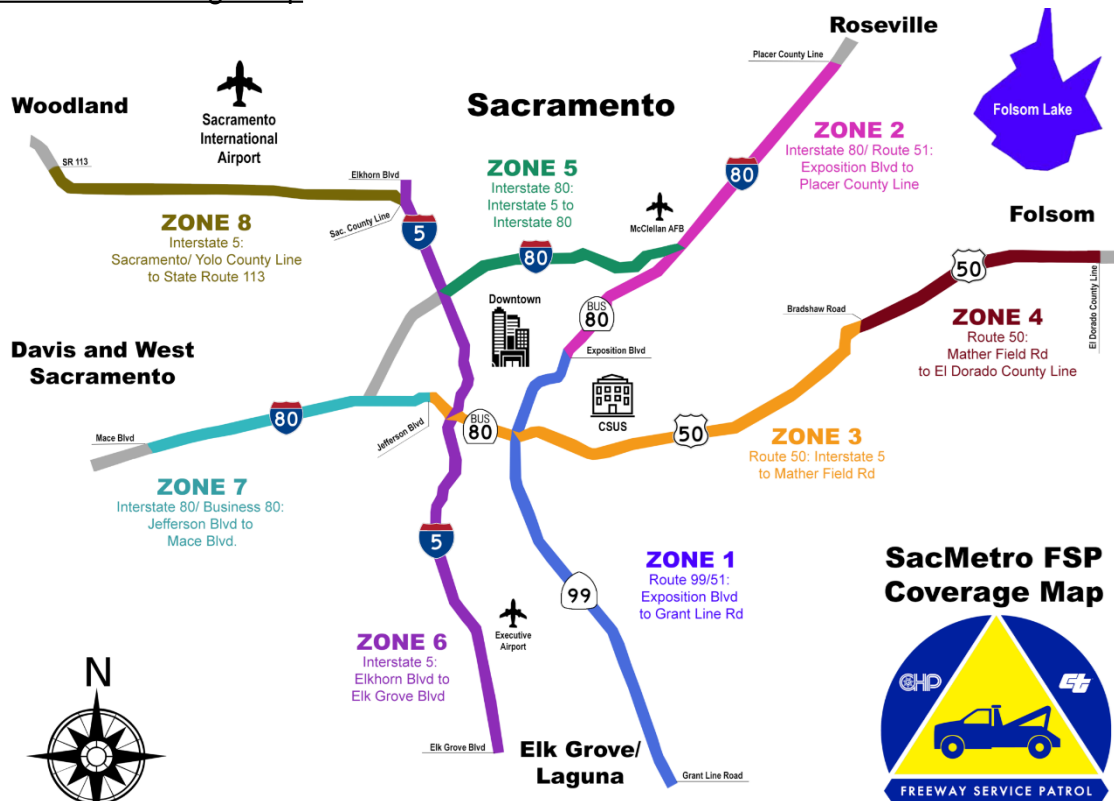 Roseville
Placer County Line
Folsom Lake
Woodland
Sacramento
International
Airport
Sacramento
SR 113
Elkhorn Blvd
Sac. County Line
ZONE 8
Interstate 5:
Sacramento/ Yolo County Line
to State Route 113
5
ZONE 5
Interstate 80:
Interstate 5 to
Interstate 80
80
McClellan AFB
80
ZONE 2
Interstate 80/ Route 51:
Exposition Blvd to
Placer County Line
Folsom
50
El Dorado County Line
Bradshaw Road
ZONE 4
Route 50:
Mather Field Rd
to El Dorado County Line
Downtown
BUS
80
Exposition Blvd
CSUS
Davis and West
Sacramento
80
Mace Blvd
Jefferson Blvd
BUS
80
50
ZONE 3
Route 50: Interstate 5
to Mather Field Rd
ZONE 7
Interstate 80/ Business 80:
Jefferson Blvd to
Mace Blvd.
5
99
ZONE 1
Route 99/51:
Exposition Blvd
to Grant Line Rd
Executive
Airport
ZONE 6
Interstate 5:
Elkhorn Blvd to
Elk Grove Blvd
Elk Grove Blvd
Elk Grove/
Laguna
Grant Line Road
N
SacMetro FSP
Coverage Map
CHP
ct
FREEWAY SERVICE PATROL